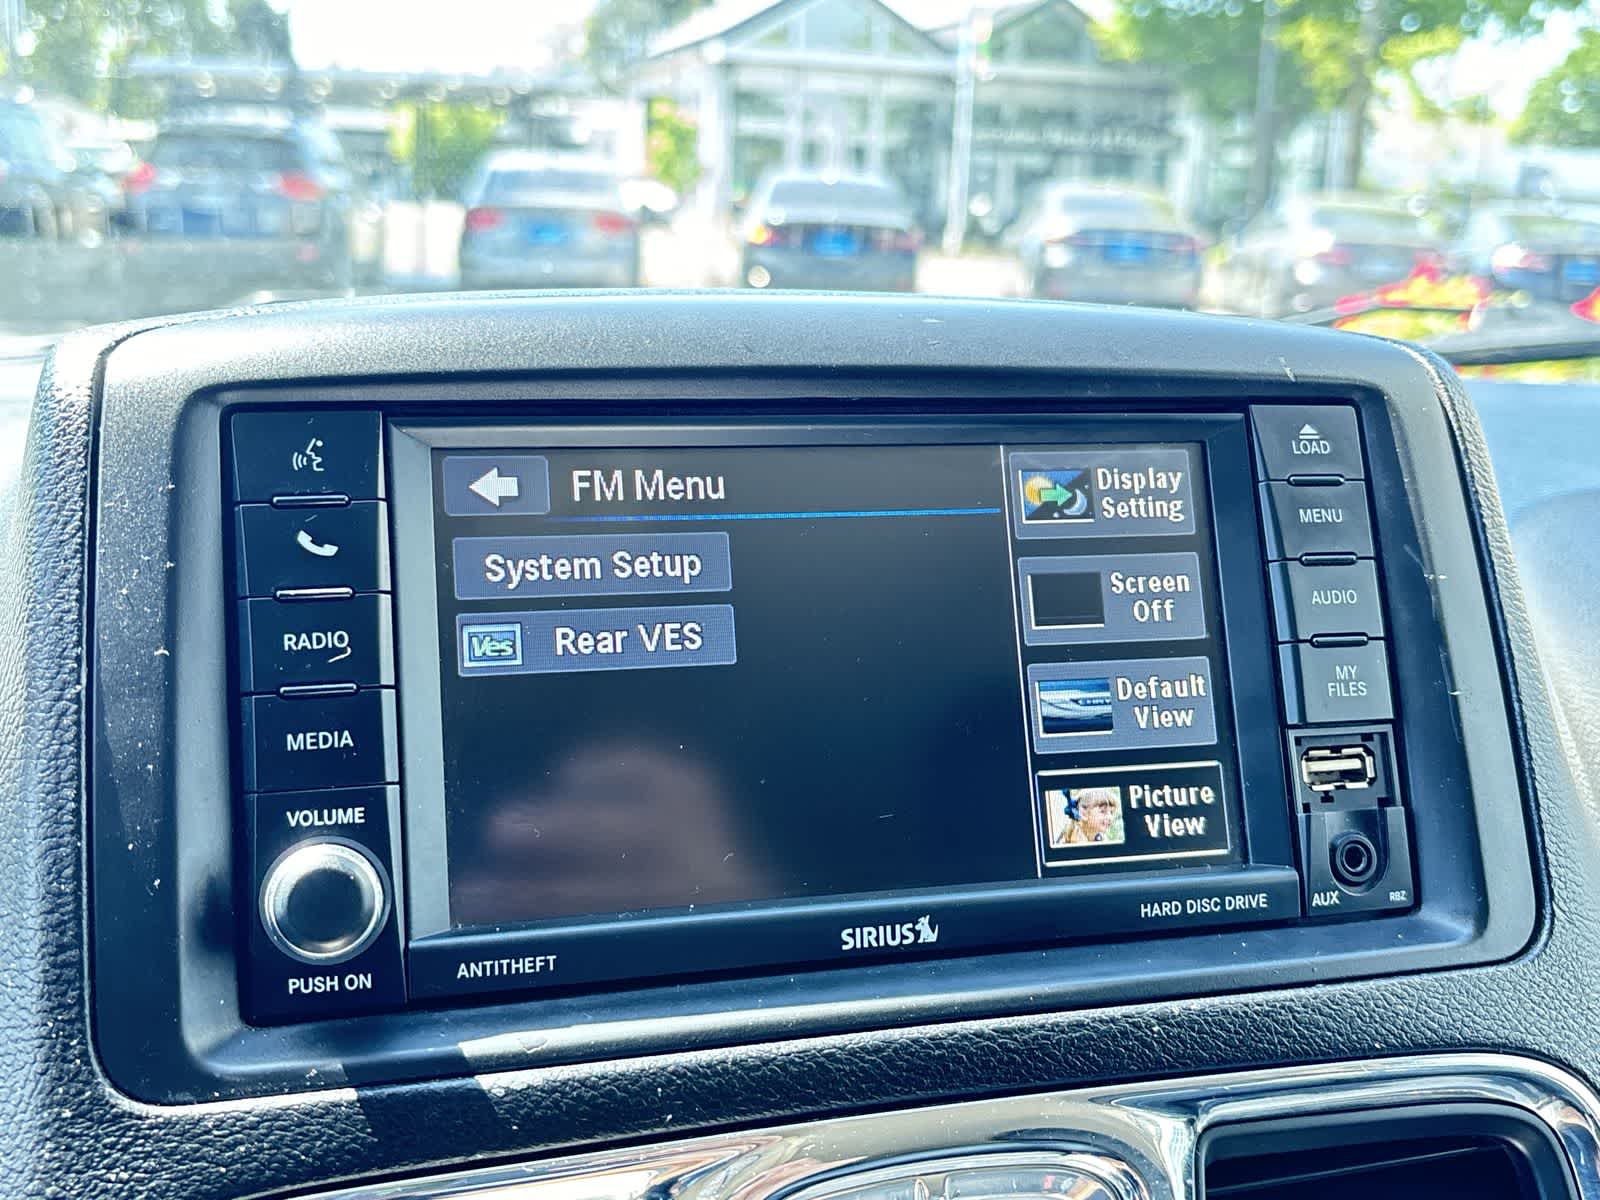 FM Menu
System Setup
Ves
Rear VES
Display
Setting
Screen
Off
Default
View
Picture
View
RADIO
MEDIA
VOLUME
PUSH ON
LOAD
MENU
AUDIO
MY
FILES
AUX
RBZ
ANTITHEFT
SIRIUS
HARD DISC DRIVE